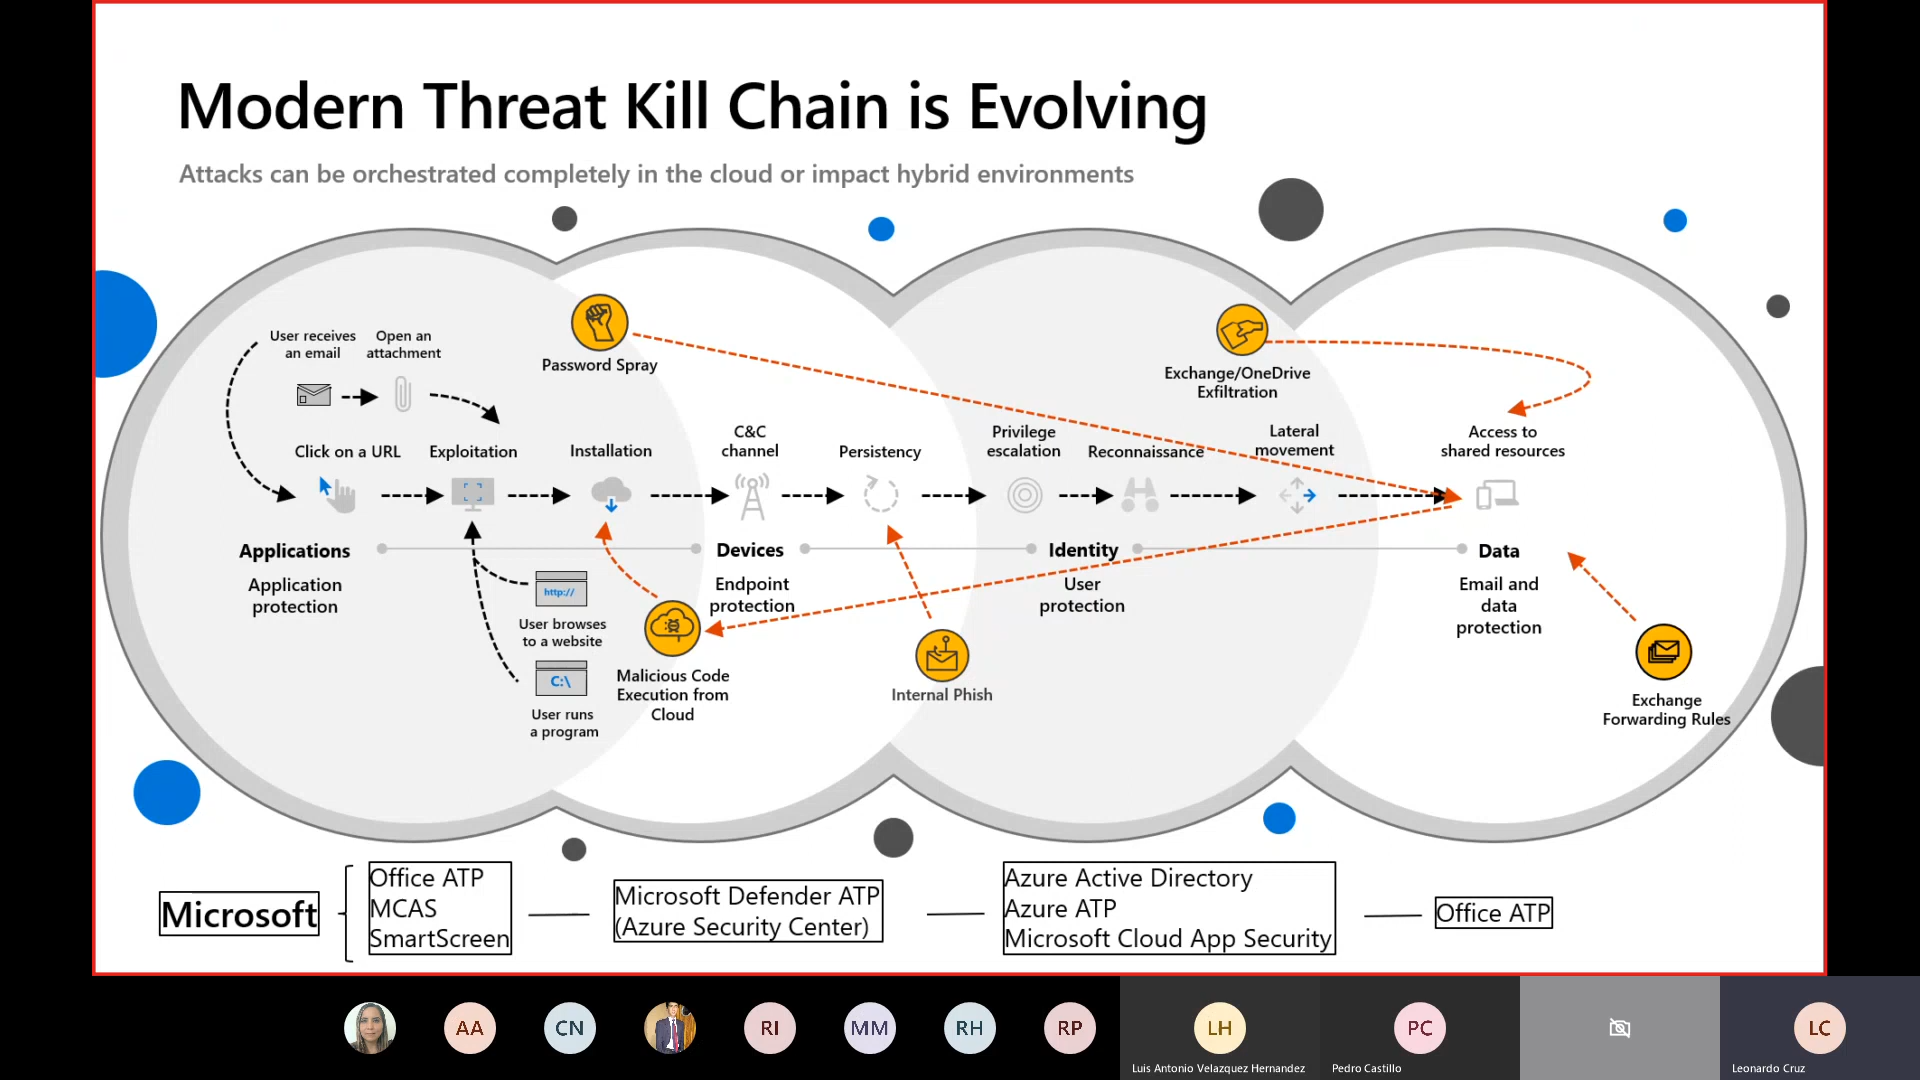 Modern Threat Kill Chain is Evolving
Attacks can be orchestrated completely in the cloud or impact hybrid environments
User receives
an email
Open an
attachment
Password Spray
Exchange/OneDrive
Exfiltration
Click on a URL
Exploitation
Installation
C&C
channel
Persistency
Privilege
escalation
Reconnaissance
Lateral
movement
Access to
shared resources
Applications
Application
protection
Devices
Endpoint
protection
Identity
User
protection
Data
Email and
data
protection
http://
User browses
to a website
C:\
User runs
a program
Malicious Code
Execution from
Cloud
Internal Phish
Exchange
Forwarding Rules
Microsoft
Office ATP
MCAS
SmartScreen
Microsoft Defender ATP
(Azure Security Center)
Azure Active Directory
Azure ATP
Microsoft Cloud App Security
Office ATP
AA
CN
RI
MM
RH
RP
LH
Luis Antonio Velazquez Hernandez
PC
Pedro Castillo
LC
Leonardo Cruz